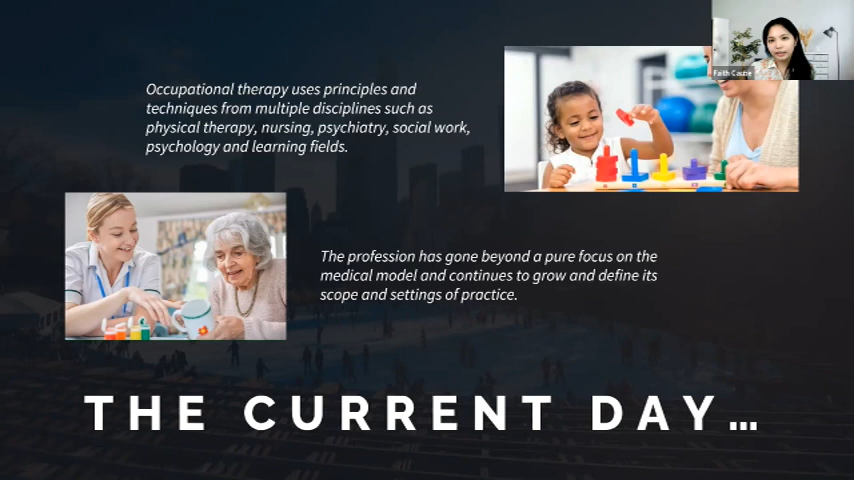 Faith Cause
Occupational therapy uses principles and
techniques from multiple disciplines such as
physical therapy, nursing, psychiatry, social work,
psychology and learning fields.
The profession has gone beyond a pure focus on the
medical model and continues to grow and define its
scope and settings of practice.
THE CURRENT DAY...